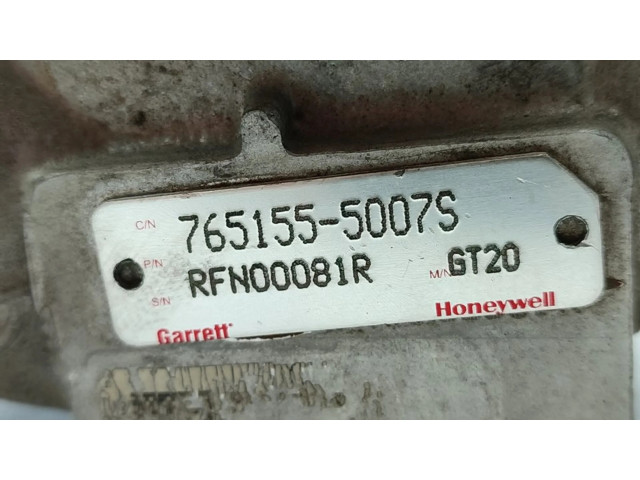 C/N 765155-5007S
P/N RFN00081R M/N GT20
S/N
Garrett Honeywell